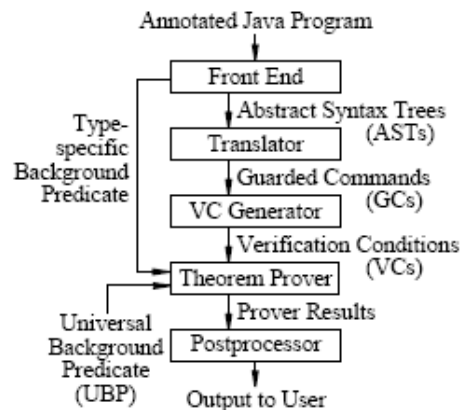 Annotated Java Program
Front End
Abstract Syntax Trees
(ASTs)
Type-
specific
Background
Predicate
Translator
Guarded Commands
(GCs)
VC Generator
Verification Conditions
(VCs)
Theorem Prover
Prover Results
Universal
Background
Predicate
(UBP)
Postprocessor
Output to User